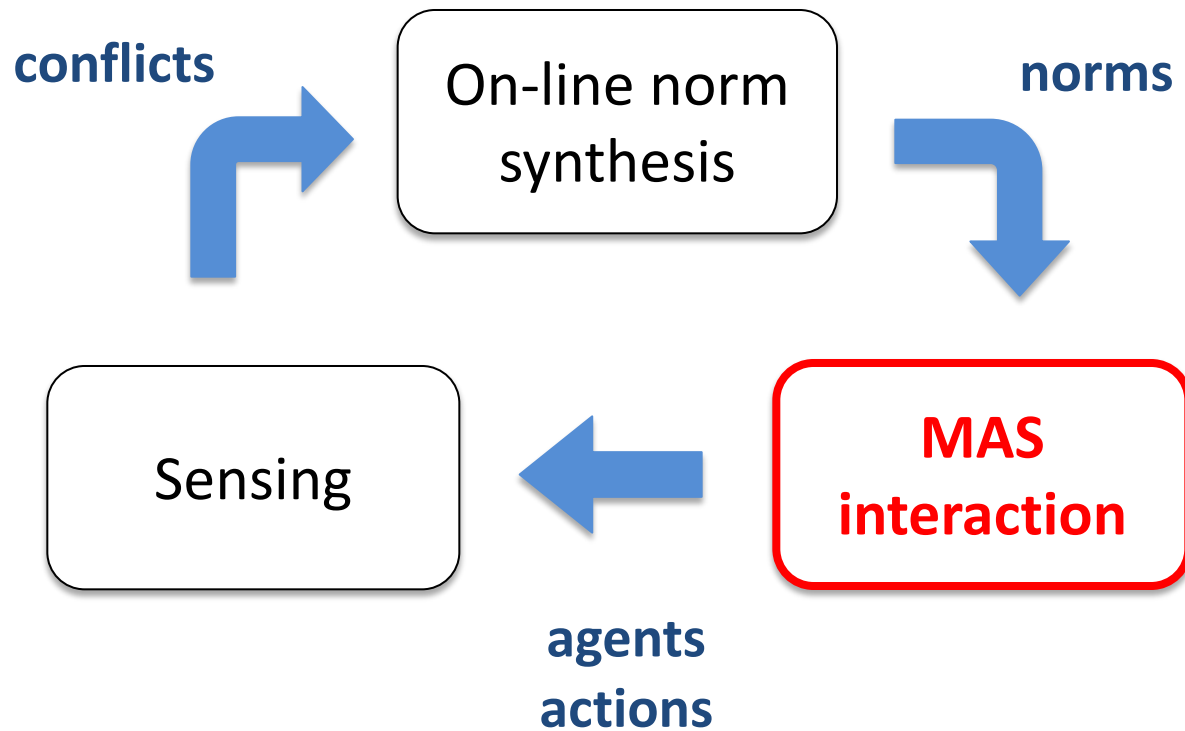 conflicts
On-line norm
synthesis
norms
Sensing
MAS
interaction
agents
actions